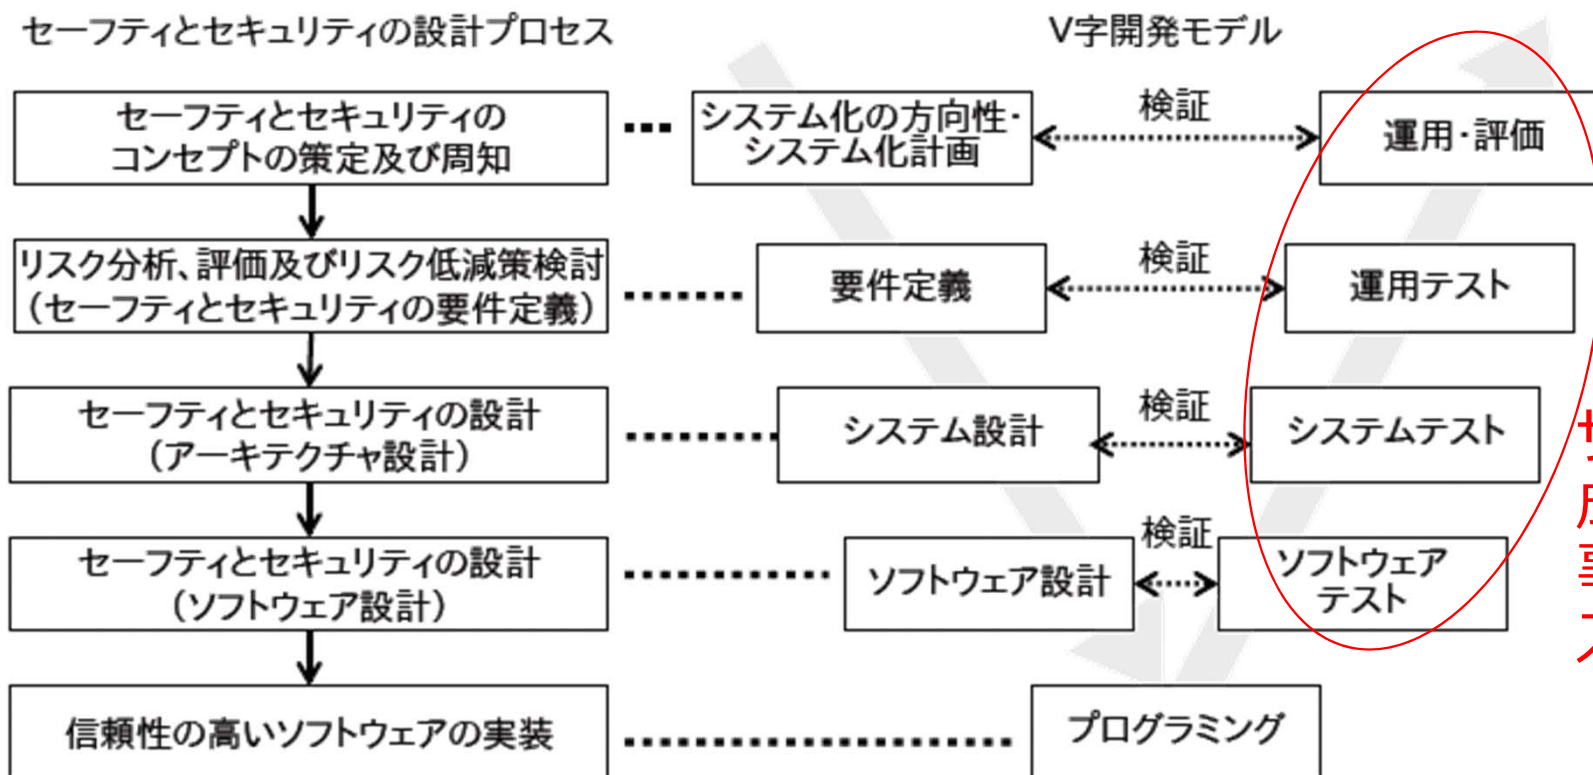 セーフティとセキュリティの設計プロセス
V字開発モデル
セーフティとセキュリティの
コンセプトの策定及び周知
システム化の方向性・
システム化計画
検証
運用・評価
リスク分析、評価及びリスク低減策検討
（セーフティとセキュリティの要件定義）
要件定義
検証
運用テスト
セーフティとセキュリティの設計
（アーキテクチャ設計）
システム設計
検証
システムテスト
セーフティとセキュリティの設計
（ソフトウェア設計）
ソフトウェア設計
検証
ソフトウェア
テスト
信頼性の高いソフトウェアの実装
プログラミング